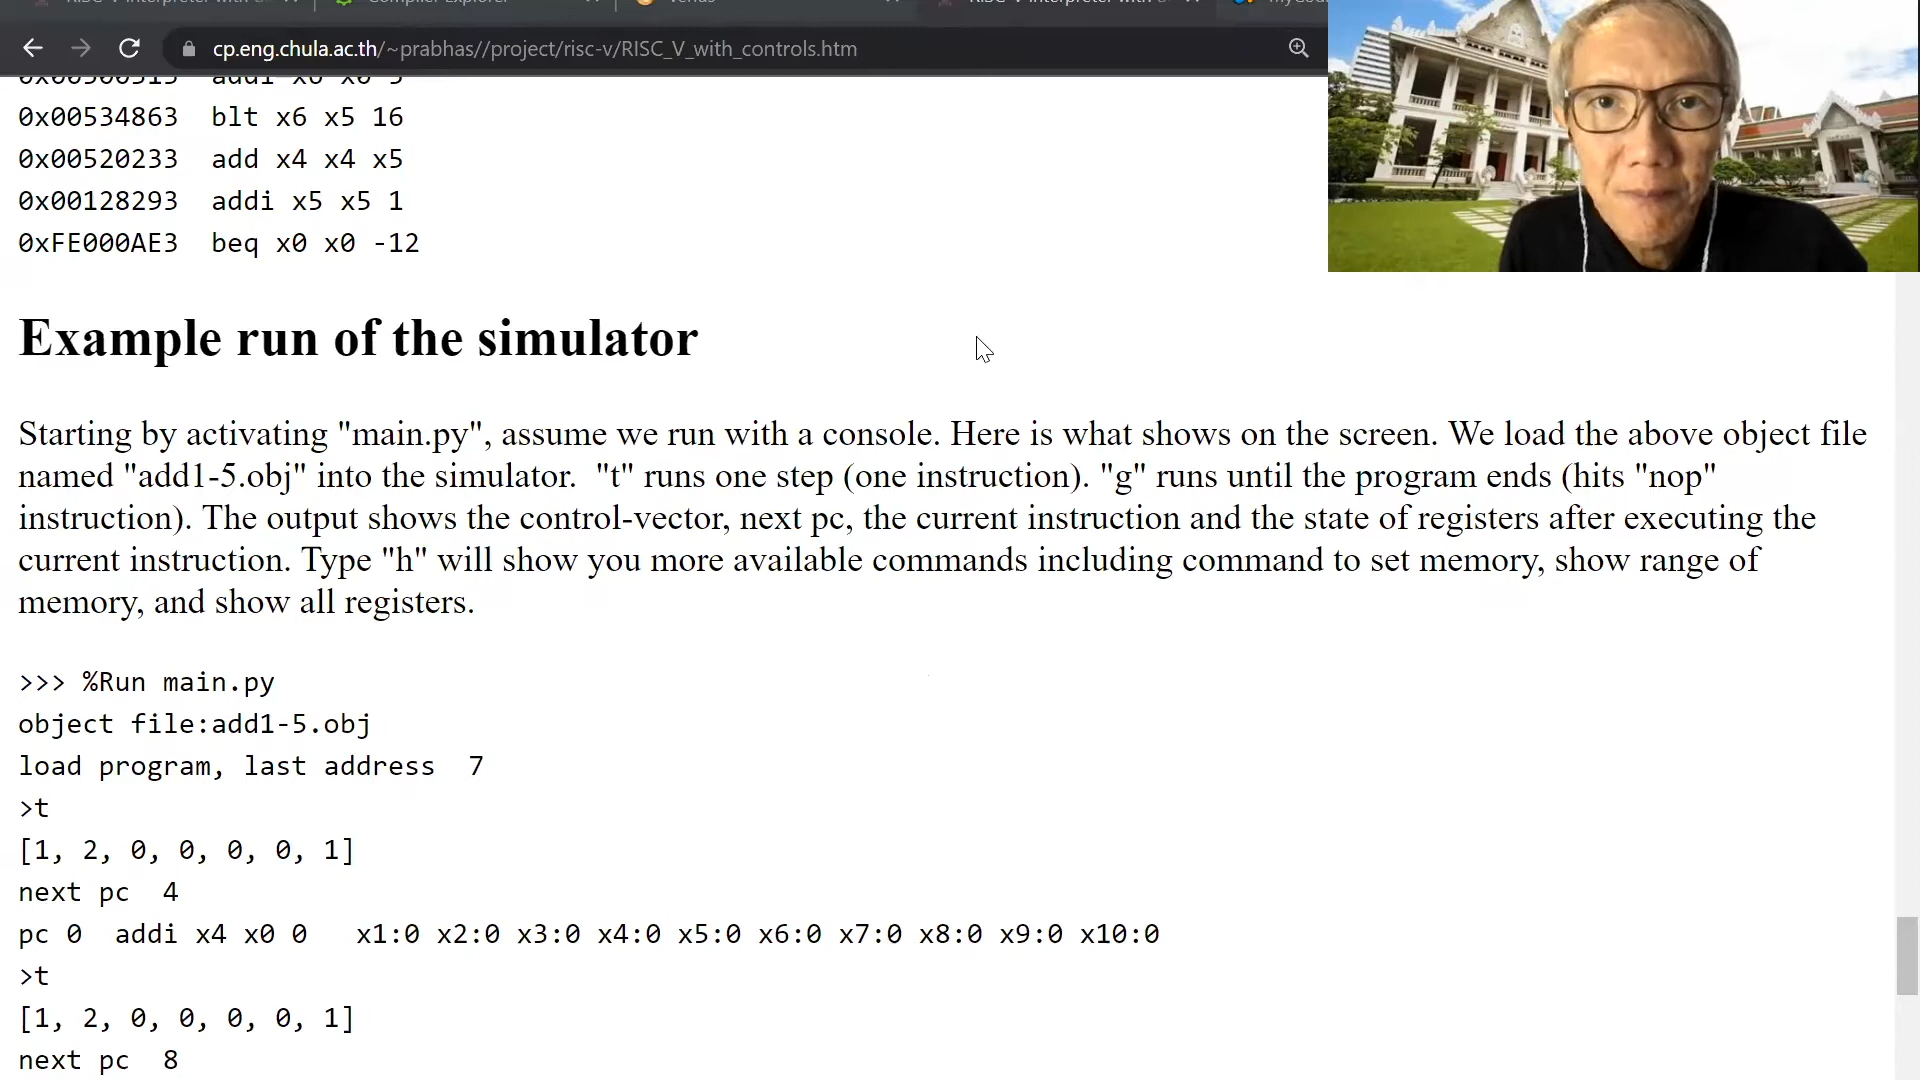 cp.eng.chula.ac.th/~prabhas//project/risc-v/RISC_V_with_controls.htm
0x00534863  blt x6 x5 16
0x00520233  add x4 x4 x5
0x00128293  addi x5 x5 1
0xFE000AE3  beq x0 x0 -12
Example run of the simulator
Starting by activating "main.py", assume we run with a console. Here is what shows on the screen. We load the above object file
named "add1-5.obj" into the simulator.  "t" runs one step (one instruction). "g" runs until the program ends (hits "nop"
instruction). The output shows the control-vector, next pc, the current instruction and the state of registers after executing the
current instruction. Type "h" will show you more available commands including command to set memory, show range of
memory, and show all registers.
>>> %Run main.py
object file:add1-5.obj
load program, last address  7
>t
[1, 2, 0, 0, 0, 0, 1]
next pc  4
pc 0  addi x4 x0 0   x1:0 x2:0 x3:0 x4:0 x5:0 x6:0 x7:0 x8:0 x9:0 x10:0
>t
[1, 2, 0, 0, 0, 0, 1]
next pc  8